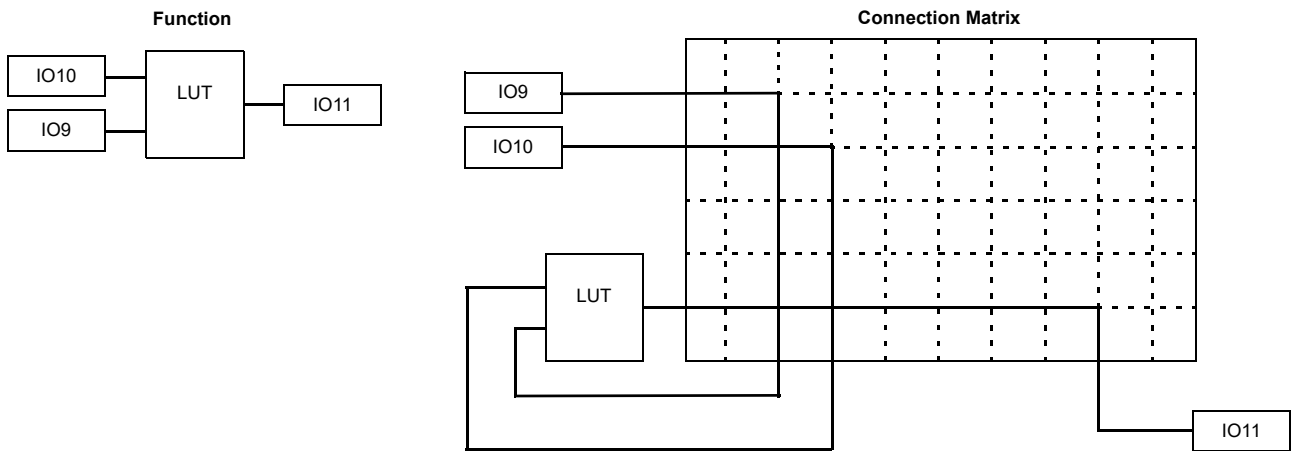 Function
IO10
IO9
LUT
IO11
Connection Matrix
IO9
IO10
LUT
IO11